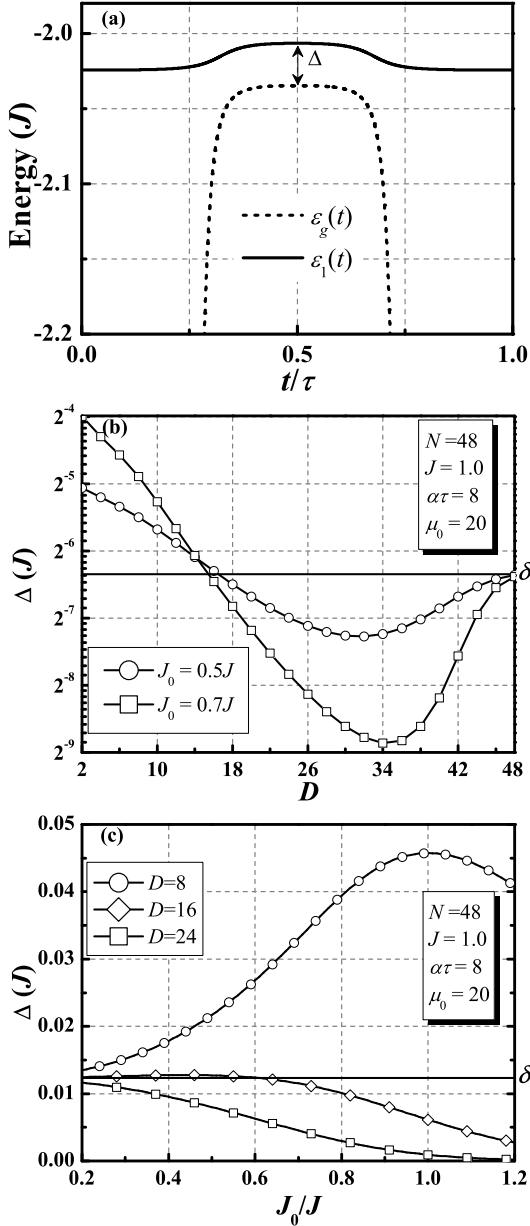 (a)
-2.0
-2.1
-2.2
Energy (J)
Δ
ε_g(t)
ε_1(t)
0.0 0.5 1.0
t/τ
(b)
2^-4
2^-5
2^-6
2^-7
2^-8
2^-9
Δ (J)
N=48
J = 1.0
ατ = 8
μ_0 = 20
δ
J_0 = 0.5J
J_0 = 0.7J
2 10 18 26 34 42 48
D
(c)
0.05
0.04
0.03
0.02
0.01
0.00
Δ (J)
D=8
D=16
D=24
N=48
J = 1.0
ατ = 8
μ_0 = 20
δ
0.2 0.4 0.6 0.8 1.0 1.2
J_0/J